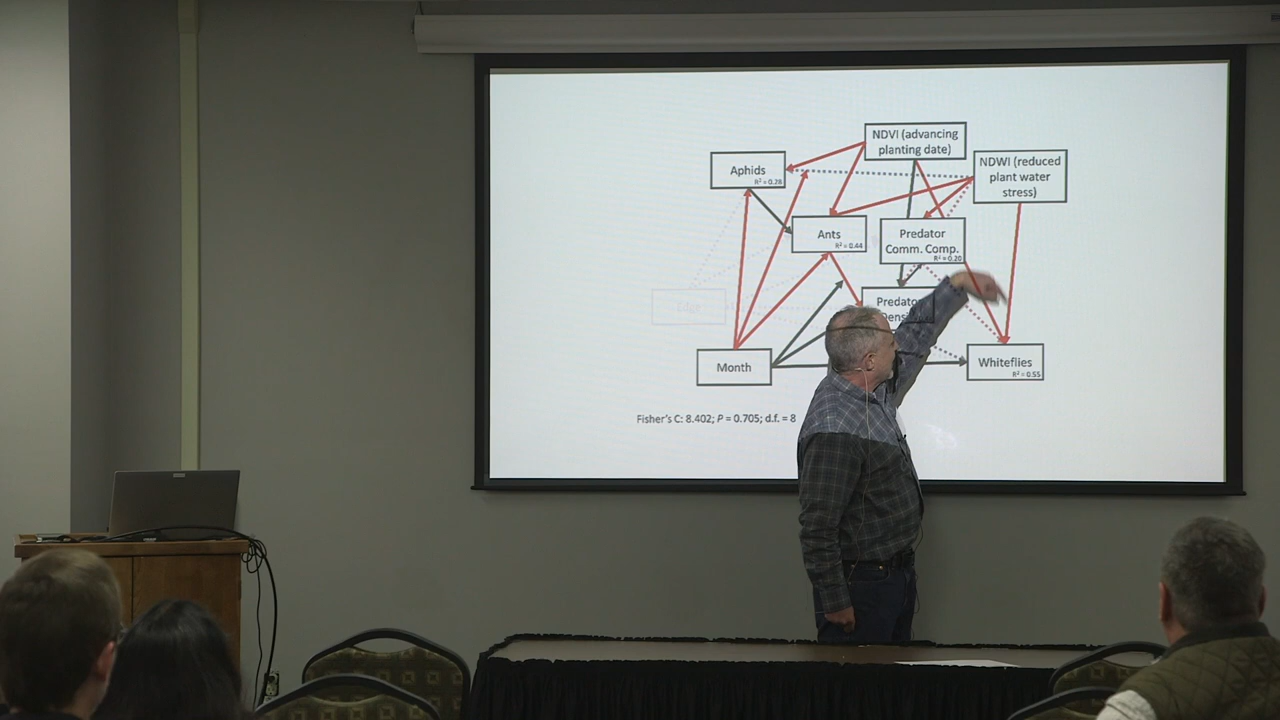 NDVI (advancing
planting date)
Aphids
R² = 0.28
NDWI (reduced
plant water
stress)
Ants
R² = 0.44
Predator
Comm. Comp.
R² = 0.20
Edge
Predator
Month
Whiteflies
R² = 0.55
Fisher's C: 8.402; P = 0.705; d.f. = 8